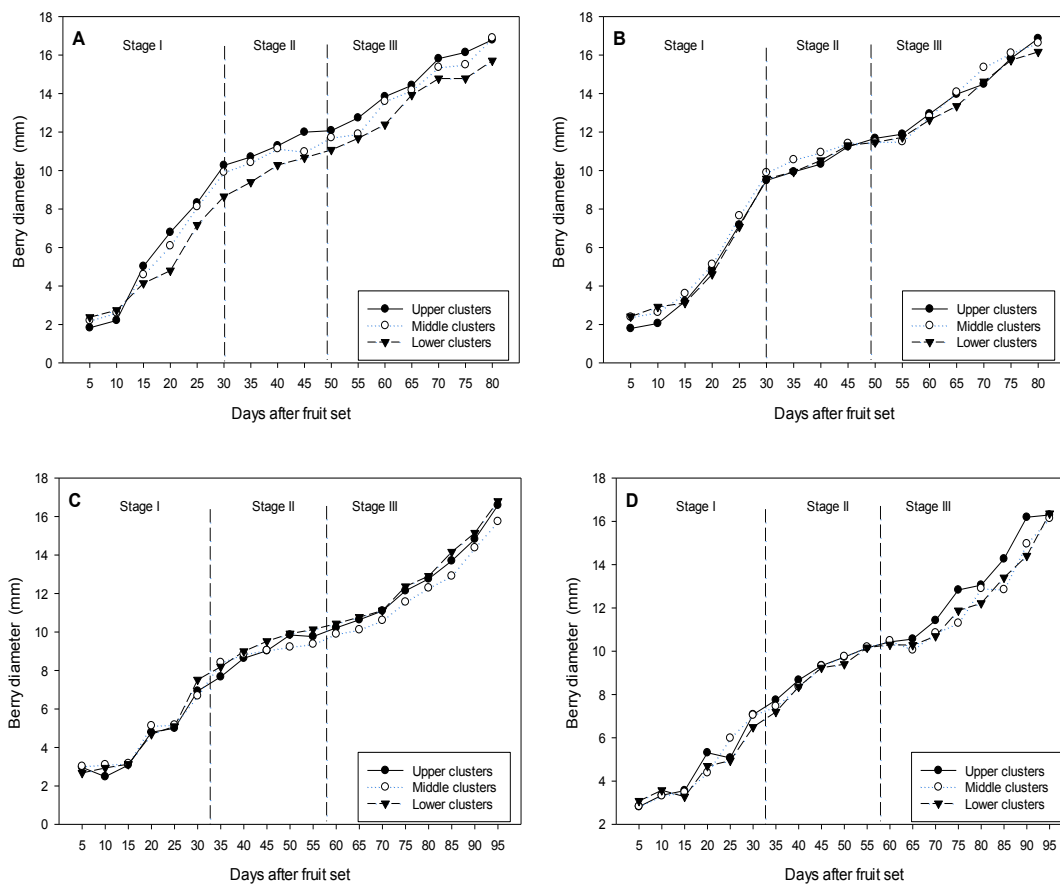 A
Stage I
Stage II
Stage III
Berry diameter (mm)
18
16
14
12
10
8
6
4
2
0
Upper clusters
Middle clusters
Lower clusters
5 10 15 20 25 30 35 40 45 50 55 60 65 70 75 80
Days after fruit set
B
Stage I
Stage II
Stage III
Berry diameter (mm)
18
16
14
12
10
8
6
4
2
0
Upper clusters
Middle clusters
Lower clusters
5 10 15 20 25 30 35 40 45 50 55 60 65 70 75 80
Days after fruit set
C
Stage I
Stage II
Stage III
Berry diameter (mm)
18
16
14
12
10
8
6
4
2
0
Upper clusters
Middle clusters
Lower clusters
5 10 15 20 25 30 35 40 45 50 55 60 65 70 75 80 85 90 95
Days after fruit set
D
Stage I
Stage II
Stage III
Berry diameter (mm)
18
16
14
12
10
8
6
4
2
Upper clusters
Middle clusters
Lower clusters
5 10 15 20 25 30 35 40 45 50 55 60 65 70 75 80 85 90 95
Days after fruit set